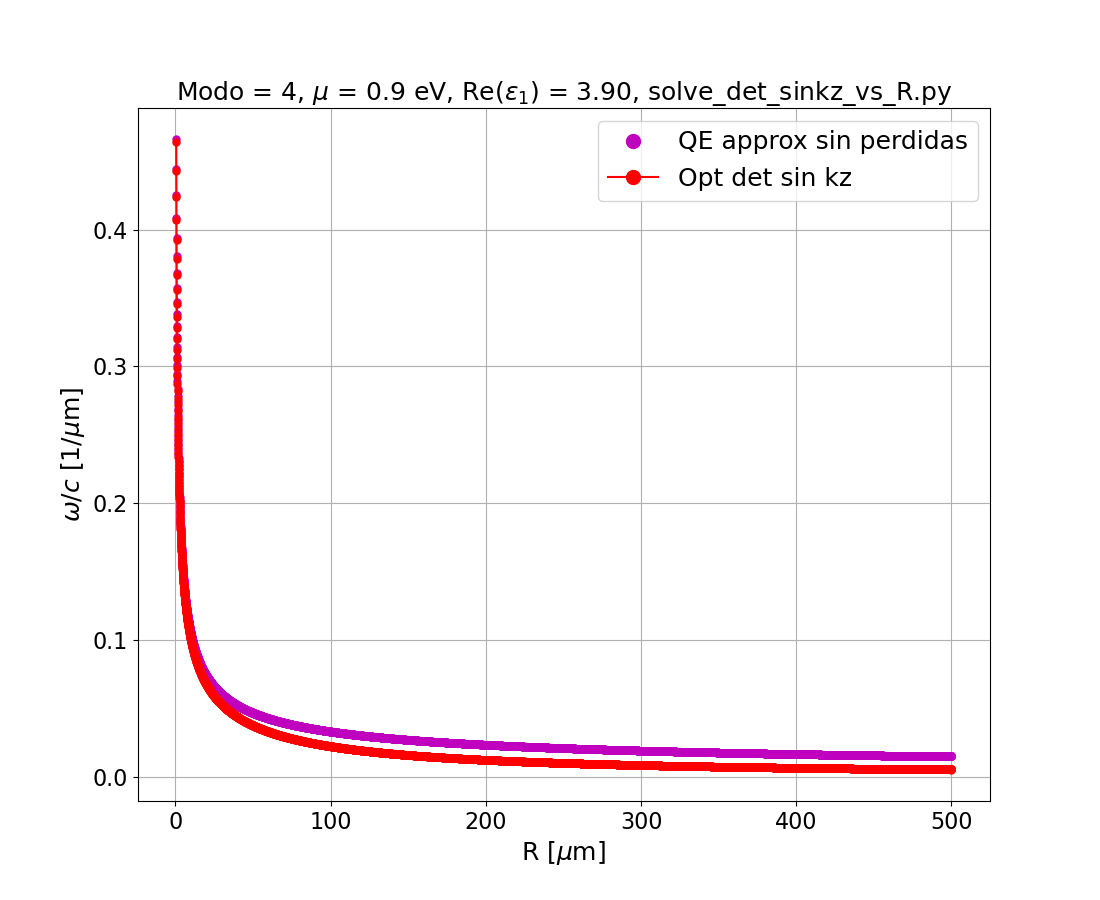 Modo = 4, μ = 0.9 eV, Re(ε₁) = 3.90, solve_det_sinkz_vs_R.py
QE approx sin perdidas
Opt det sin kz
ω/c [1/μm]
0.4
0.3
0.2
0.1
0.0
0 100 200 300 400 500
R [μm]